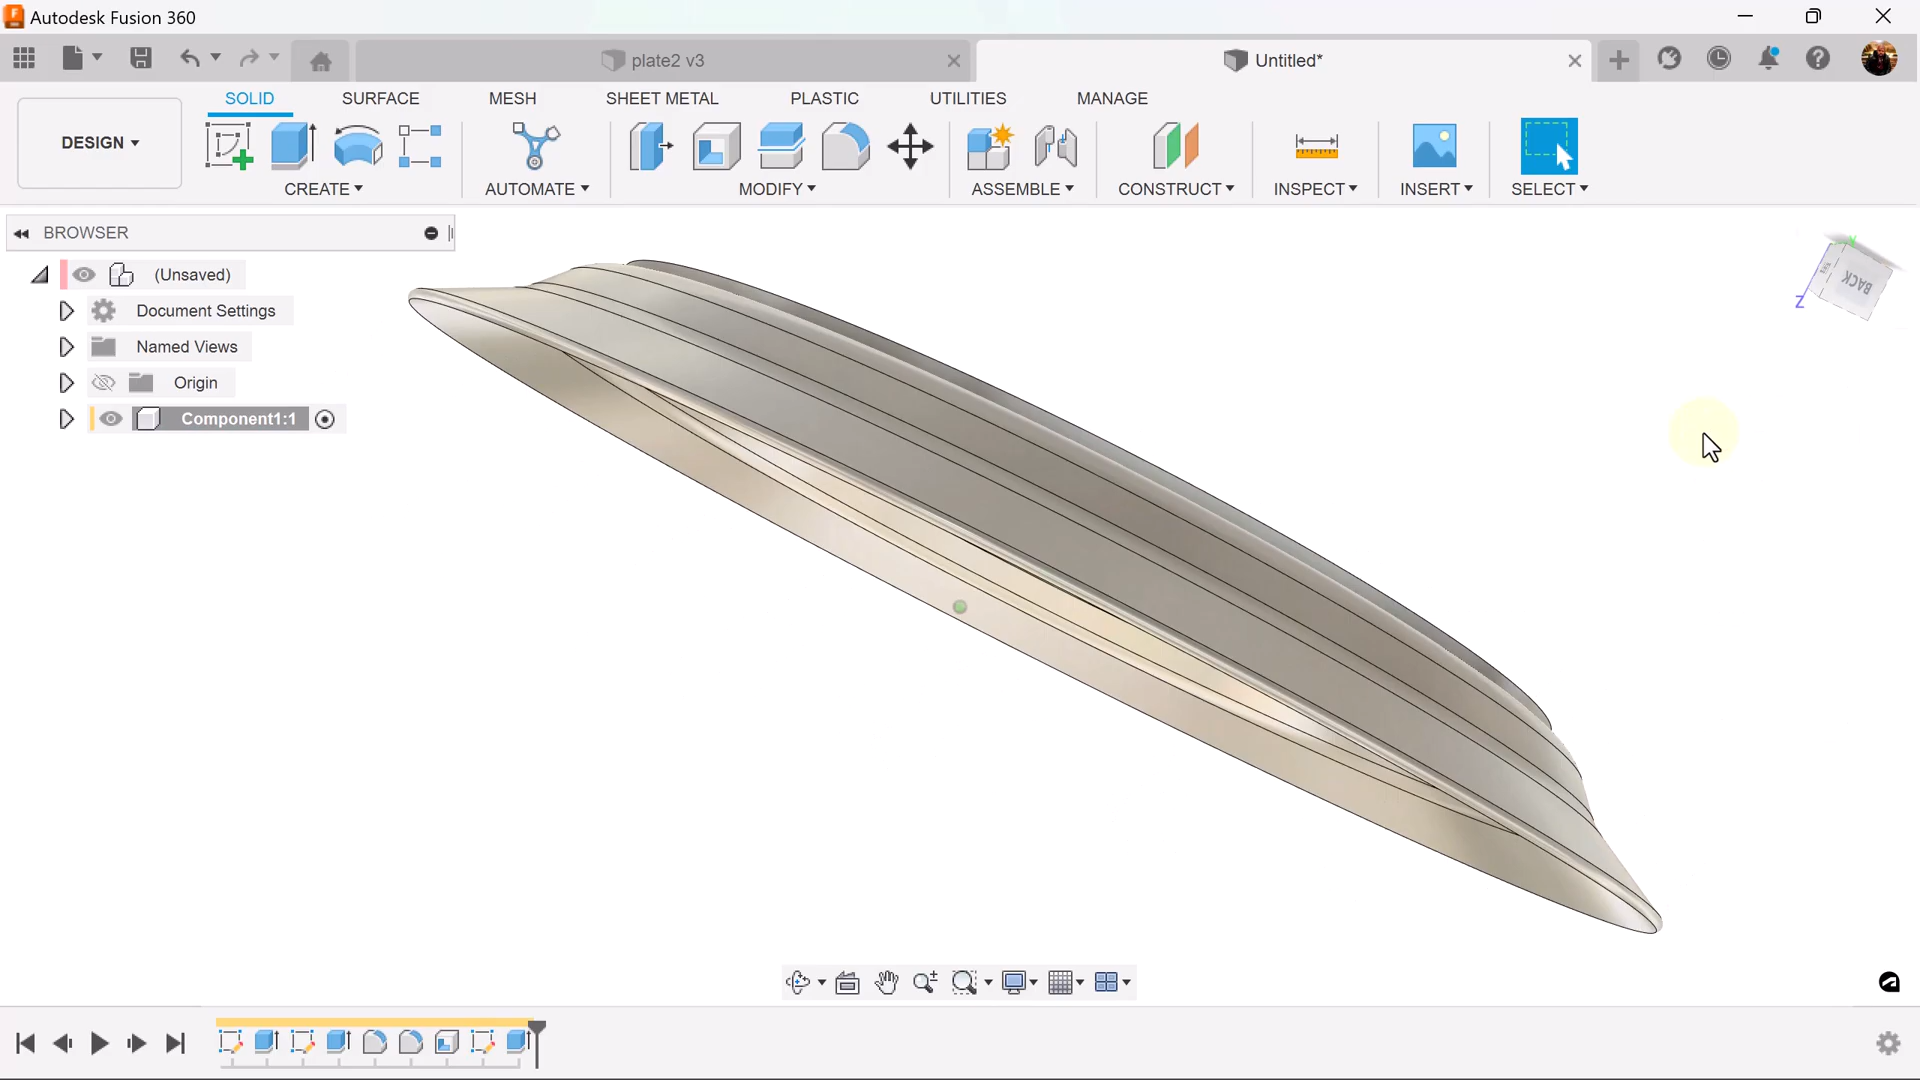 Autodesk Fusion 360
plate2 v3
Untitled*
DESIGN
SOLID
SURFACE
MESH
SHEET METAL
PLASTIC
UTILITIES
MANAGE
CREATE
AUTOMATE
MODIFY
ASSEMBLE
CONSTRUCT
INSPECT
INSERT
SELECT
BROWSER
(Unsaved)
Document Settings
Named Views
Origin
Component1:1
Y
BACK
Z